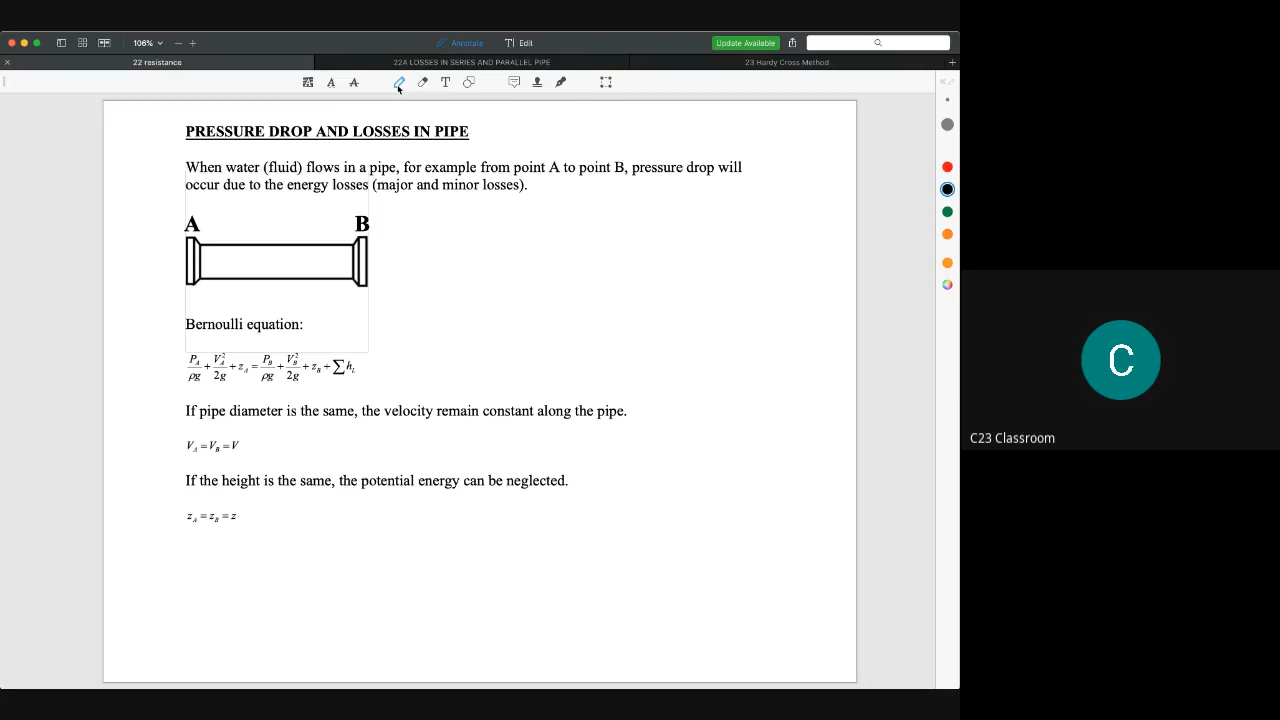 106%
Annotate
Edit
Update Available
22 resistance
22A LOSSES IN SERIES AND PARALLEL PIPE
23 Hardy Cross Method
PRESSURE DROP AND LOSSES IN PIPE
When water (fluid) flows in a pipe, for example from point A to point B, pressure drop will
occur due to the energy losses (major and minor losses).
A B
Bernoulli equation:
P_A/ρg + V_A²/2g + z_A = P_B/ρg + V_B²/2g + z_B + ∑h_L
If pipe diameter is the same, the velocity remain constant along the pipe.
V_A = V_B = V
If the height is the same, the potential energy can be neglected.
z_A = z_B = z
C
C23 Classroom